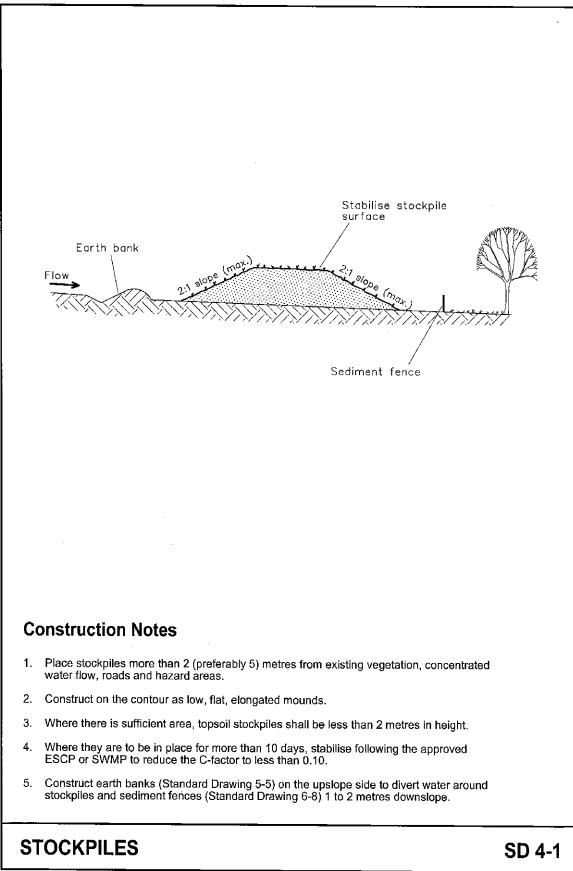 Stabilise stockpile
surface
Earth bank
Flow
2:1 slope (max.)
2:1 slope (max.)
Sediment fence
Construction Notes
1. Place stockpiles more than 2 (preferably 5) metres from existing vegetation, concentrated
water flow, roads and hazard areas.
2. Construct on the contour as low, flat, elongated mounds.
3. Where there is sufficient area, topsoil stockpiles shall be less than 2 metres in height.
4. Where they are to be in place for more than 10 days, stabilise following the approved
ESCP or SWMP to reduce the C-factor to less than 0.10.
5. Construct earth banks (Standard Drawing 5-5) on the upslope side to divert water around
stockpiles and sediment fences (Standard Drawing 6-8) 1 to 2 metres downslope.
STOCKPILES
SD 4-1